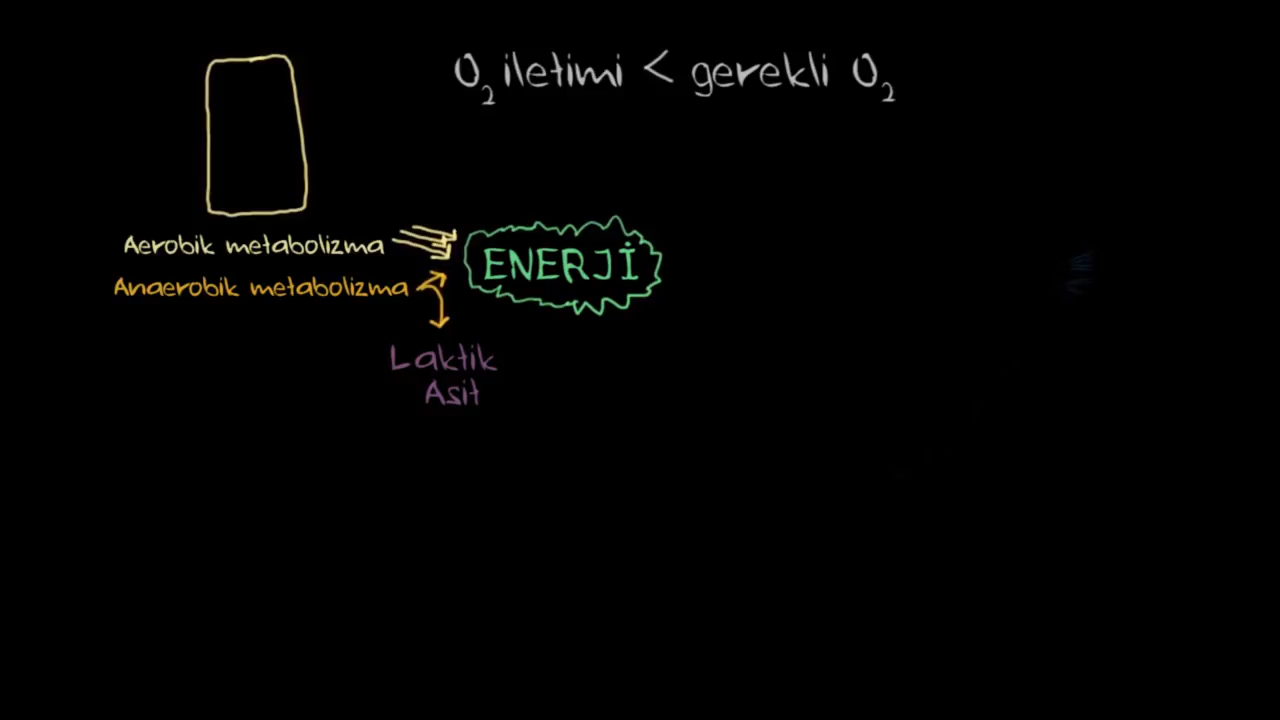 O₂ iletimi < gerekli O₂
Aerobik metabolizma
ENERJİ
Anaerobik metabolizma
Laktik
Asit